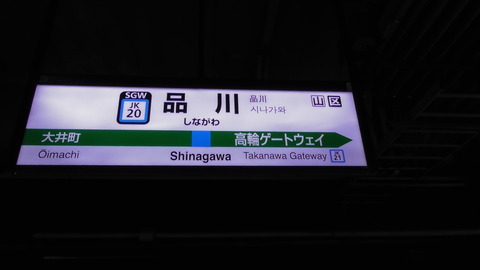 SGW
JK
20
品川
品川
시나가와
山区
しながわ
大井町
高輪ゲートウェイ
Ōimachi
Shinagawa
Takanawa Gateway
21